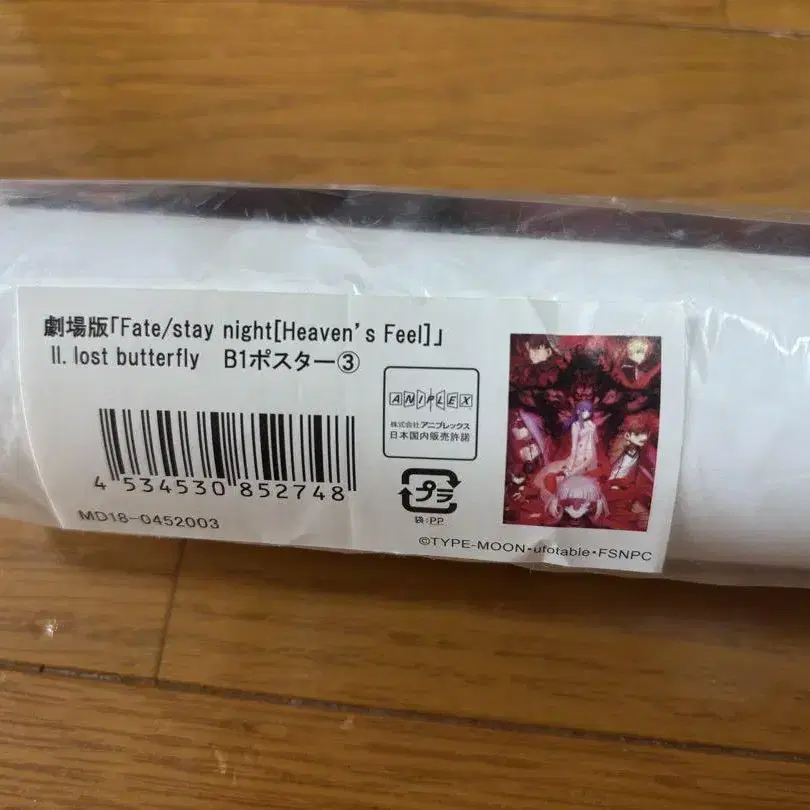 劇場版「Fate/stay night[Heaven's Feel]」
II. lost butterfly B1ポスター③
ANIPLEX
株式会社アニプレックス
日本国内販売許諾
4 534530 852748
プラ
袋:PP
MD18-0452003
©TYPE-MOON・ufotable・FSNPC